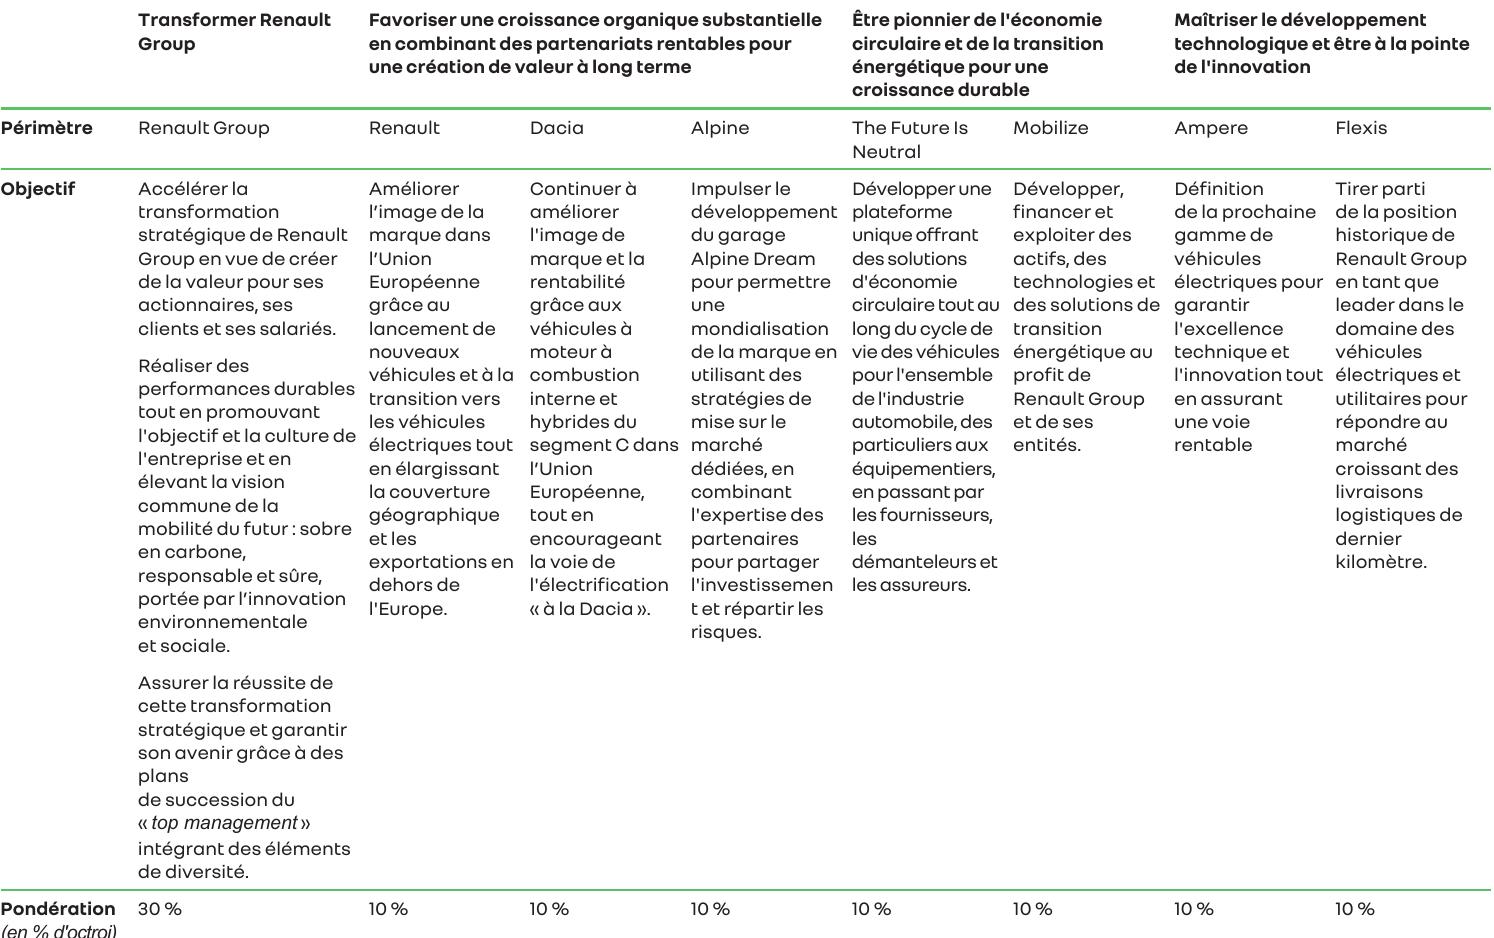 Transformer Renault
Group
Favoriser une croissance organique substantielle
en combinant des partenariats rentables pour
une création de valeur à long terme
Être pionnier de l'économie
circulaire et de la transition
énergétique pour une
croissance durable
Maîtriser le développement
technologique et être à la pointe
de l'innovation
Périmètre
Renault Group
Renault
Dacia
Alpine
The Future Is
Neutral
Mobilize
Ampere
Flexis
Objectif
Accélérer la
transformation
stratégique de Renault
Group en vue de créer
de la valeur pour ses
actionnaires, ses
clients et ses salariés.
Réaliser des
performances durables
tout en promouvant
l'objectif et la culture de
l'entreprise et en
élevant la vision
commune de la
mobilité du futur : sobre
en carbone,
responsable et sûre,
portée par l’innovation
environnementale
et sociale.
Assurer la réussite de
cette transformation
stratégique et garantir
son avenir grâce à des
plans
de succession du
« top management »
intégrant des éléments
de diversité.
Améliorer
l’image de la
marque dans
l’Union
Européenne
grâce au
lancement de
nouveaux
véhicules et à la
transition vers
les véhicules
électriques tout
en élargissant
la couverture
géographique
et les
exportations en
dehors de
l'Europe.
Continuer à
améliorer
l'image de
marque et la
rentabilité
grâce aux
véhicules à
moteur à
combustion
interne et
hybrides du
segment C dans
l’Union
Européenne,
tout en
encourageant
la voie de
l'électrification
« à la Dacia ».
Impulser le
développement
du garage
Alpine Dream
pour permettre
une
mondialisation
de la marque en
utilisant des
stratégies de
mise sur le
marché
dédiées, en
combinant
l'expertise des
partenaires
pour partager
l'investissemen
t et répartir les
risques.
Développer une
plateforme
unique offrant
des solutions
d'économie
circulaire tout au
long du cycle de
vie des véhicules
pour l'ensemble
de l'industrie
automobile, des
particuliers aux
équipementiers,
en passant par
les fournisseurs,
les
démanteleurs et
les assureurs.
Développer,
financer et
exploiter des
actifs, des
technologies et
des solutions de
transition
énergétique au
profit de
Renault Group
et de ses
entités.
Définition
de la prochaine
gamme de
véhicules
électriques pour
garantir
l'excellence
technique et
l'innovation tout
en assurant
une voie
rentable
Tirer parti
de la position
historique de
Renault Group
en tant que
leader dans le
domaine des
véhicules
électriques et
utilitaires pour
répondre au
marché
croissant des
livraisons
logistiques de
dernier
kilomètre.
Pondération
(en % d'octroi)
30 %
10 %
10 %
10 %
10 %
10 %
10 %
10 %